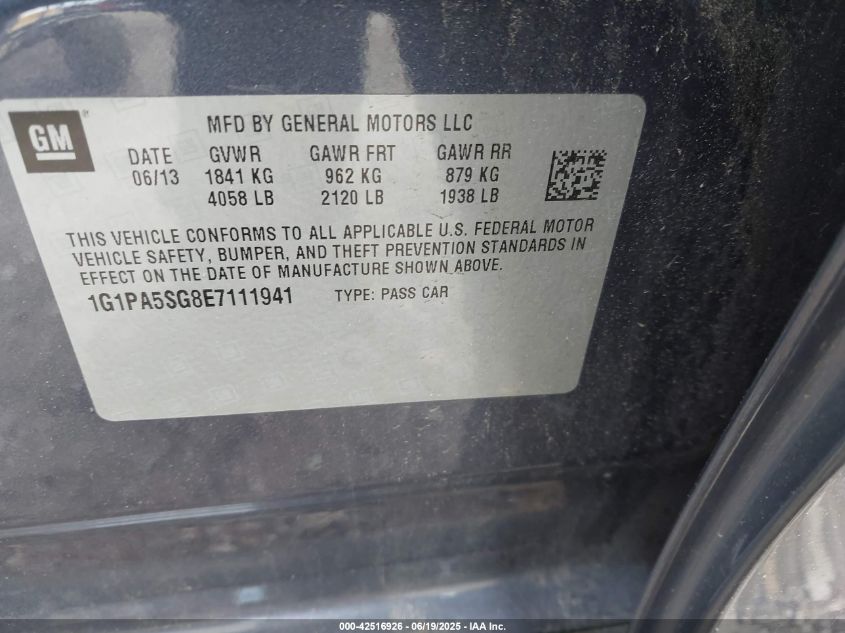 GM
MFD BY GENERAL MOTORS LLC
DATE GVWR GAWR FRT GAWR RR
06/13 1841 KG 962 KG 879 KG
4058 LB 2120 LB 1938 LB
THIS VEHICLE CONFORMS TO ALL APPLICABLE U.S. FEDERAL MOTOR
VEHICLE SAFETY, BUMPER, AND THEFT PREVENTION STANDARDS IN
EFFECT ON THE DATE OF MANUFACTURE SHOWN ABOVE.
1G1PA5SG8E7111941 TYPE: PASS CAR
000-42516926 - 06/19/2025 - IAA Inc.